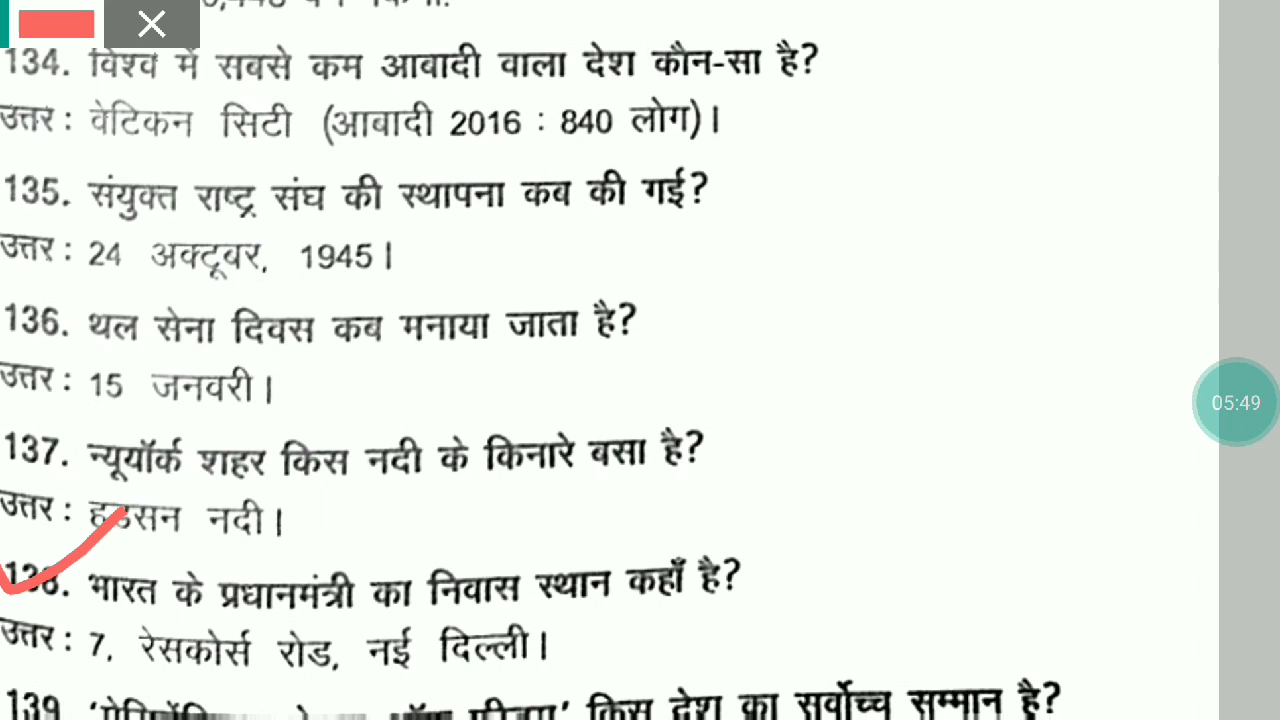 134. विश्व में सबसे कम आबादी वाला देश कौन-सा है?
उत्तर : वेटिकन सिटी (आबादी 2016 : 840 लोग)।
135. संयुक्त राष्ट्र संघ की स्थापना कब की गई?
उत्तर : 24 अक्टूबर, 1945।
136. थल सेना दिवस कब मनाया जाता है?
उत्तर : 15 जनवरी।
137. न्यूयॉर्क शहर किस नदी के किनारे बसा है?
उत्तर : हडसन नदी।
138. भारत के प्रधानमंत्री का निवास स्थान कहाँ है?
उत्तर : 7, रेसकोर्स रोड, नई दिल्ली।
139 किस देश का सर्वोच्च सम्मान है?
05:49